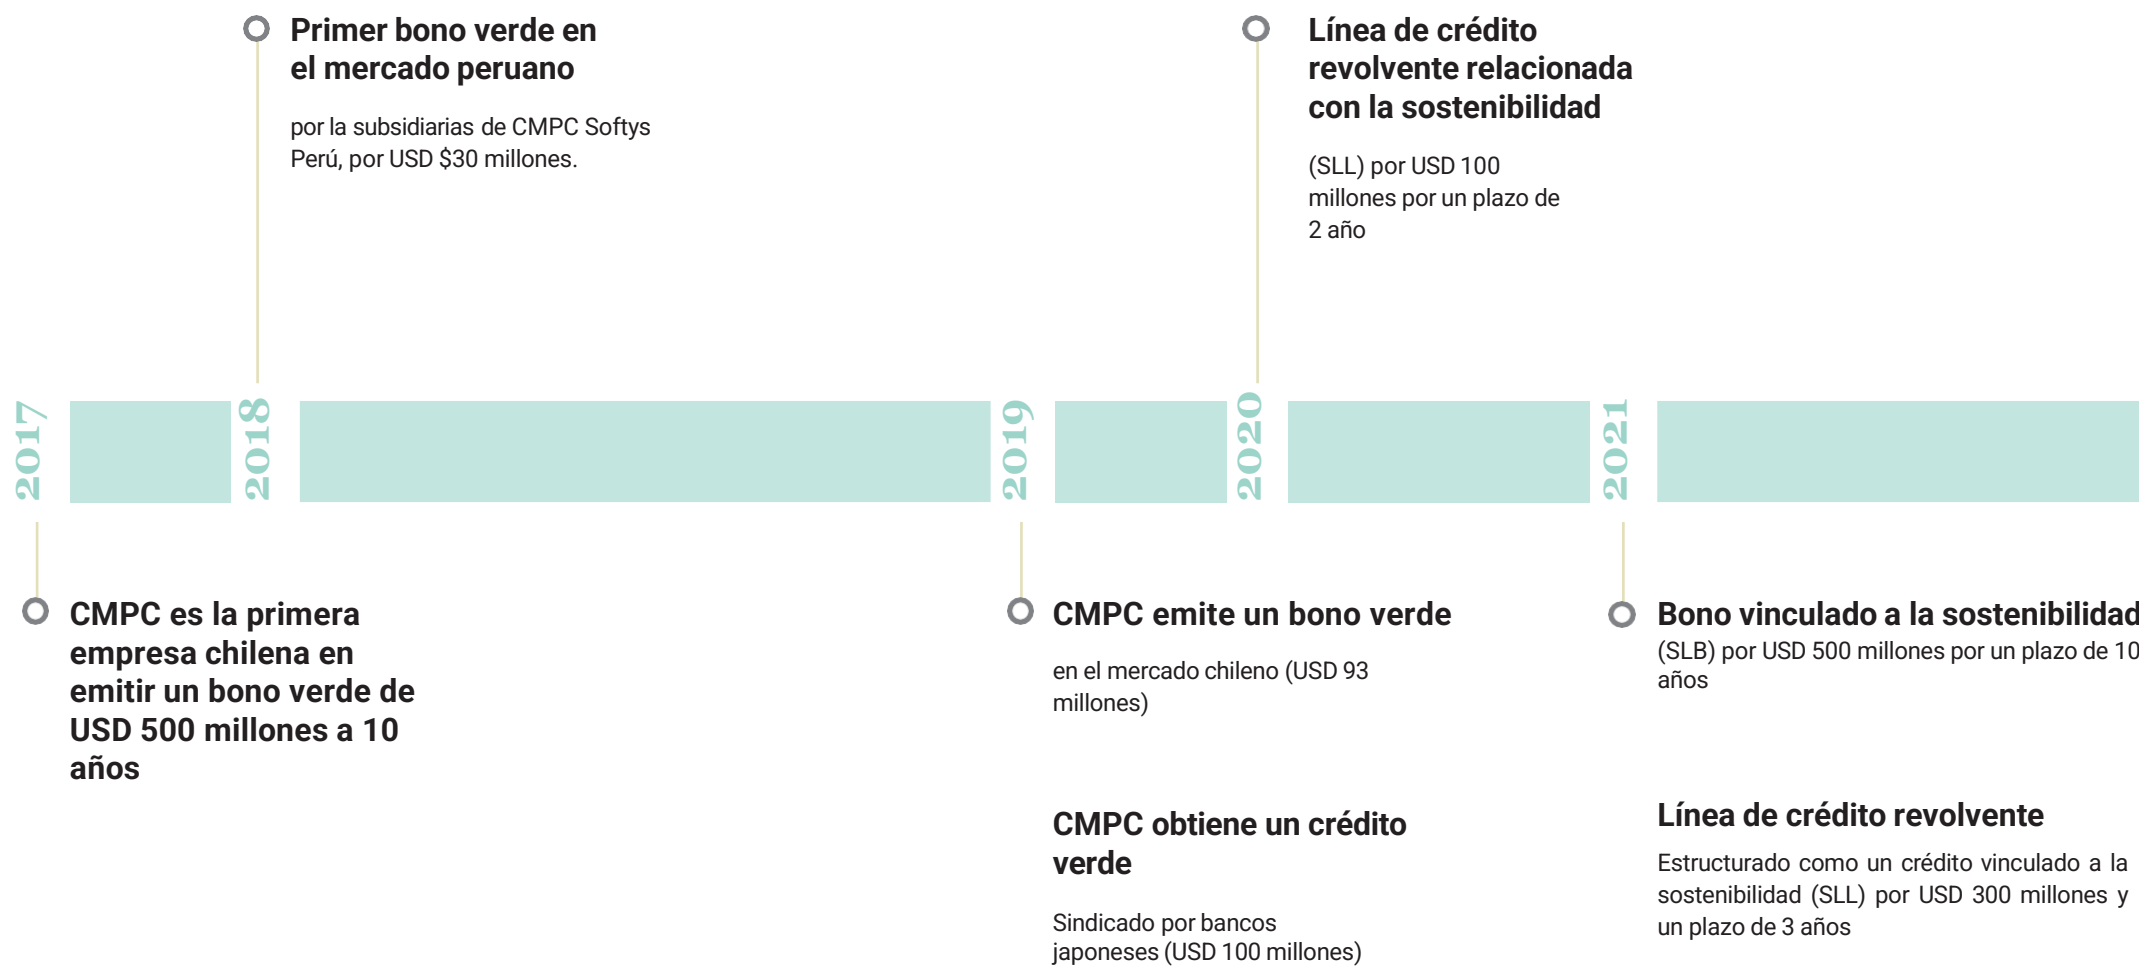 Primer bono verde en
el mercado peruano
por la subsidiarias de CMPC Softys
Perú, por USD $30 millones.
Línea de crédito
revolvente relacionada
con la sostenibilidad
(SLL) por USD 100
millones por un plazo de
2 año
2017
2018
2019
2020
2021
CMPC es la primera
empresa chilena en
emitir un bono verde de
USD 500 millones a 10
años
CMPC emite un bono verde
en el mercado chileno (USD 93
millones)
CMPC obtiene un crédito
verde
Sindicado por bancos
japoneses (USD 100 millones)
Bono vinculado a la sostenibilidad
(SLB) por USD 500 millones por un plazo de 10
años
Línea de crédito revolvente
Estructurado como un crédito vinculado a la
sostenibilidad (SLL) por USD 300 millones y
un plazo de 3 años